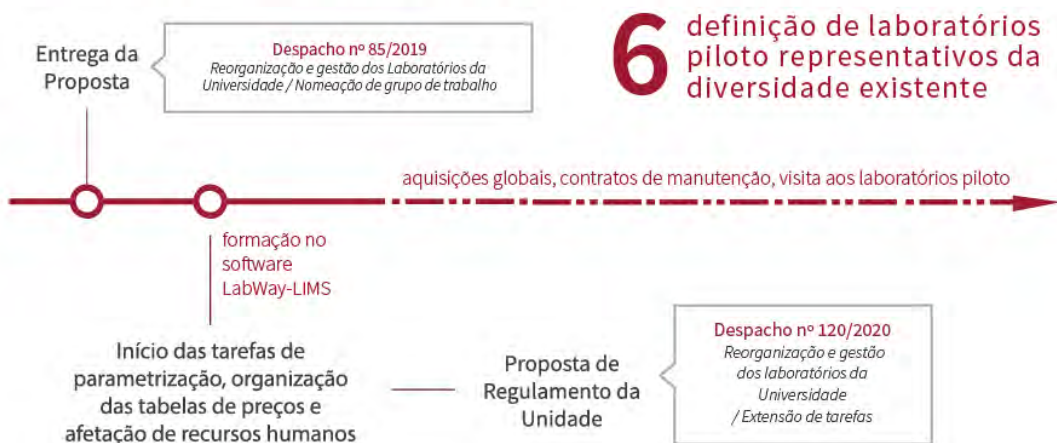 Entrega da
Proposta
Despacho nº 85/2019
Reorganização e gestão dos Laboratórios da
Universidade / Nomeação de grupo de trabalho
6
definição de laboratórios
piloto representativos da
diversidade existente
aquisições globais, contratos de manutenção, visita aos laboratórios piloto
formação no
software
LabWay-LIMS
Início das tarefas de
parametrização, organização
das tabelas de preços e
afetação de recursos humanos
Proposta de
Regulamento da
Unidade
Despacho nº 120/2020
Reorganização e gestão
dos laboratórios da
Universidade
/ Extensão de tarefas